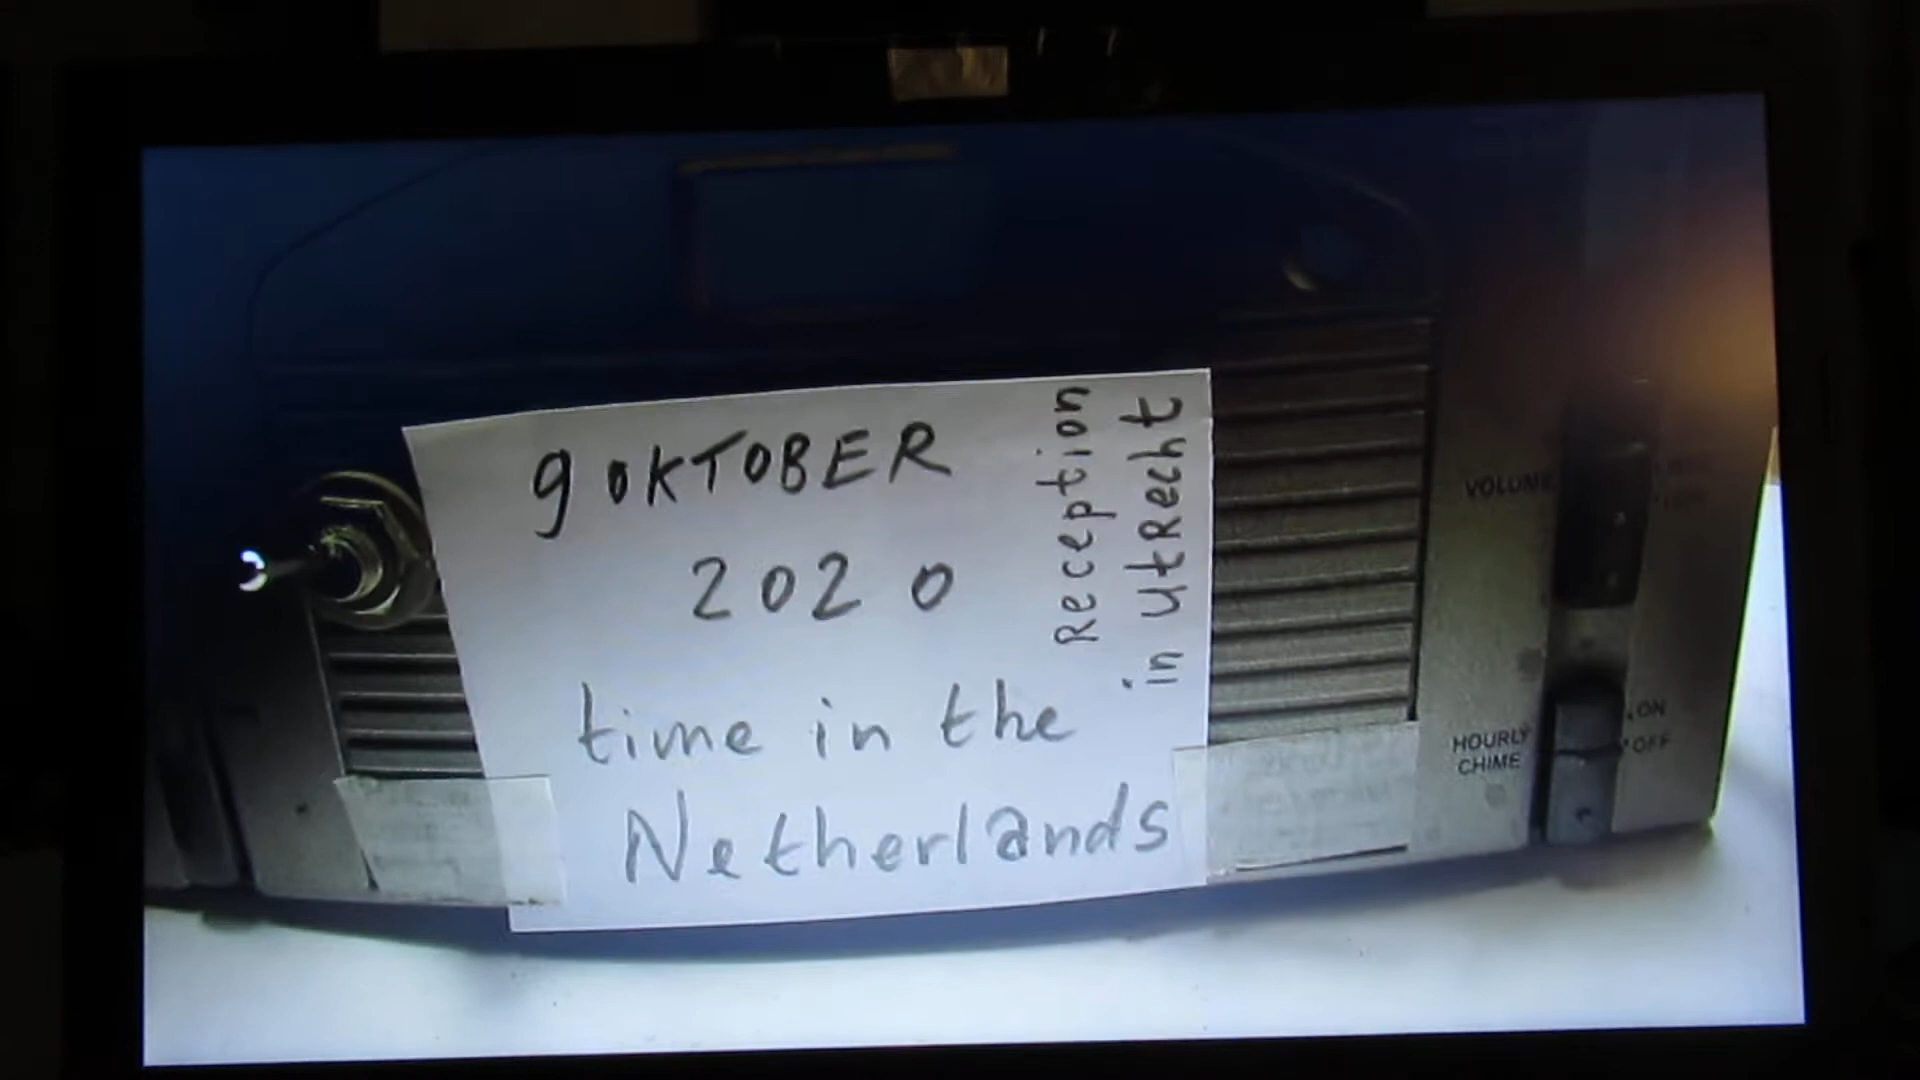 9 OKTOBER
2020
time in the
Netherlands
Reception
in UtRecht
VOLUME
HOURLY
CHIME
ON
OFF